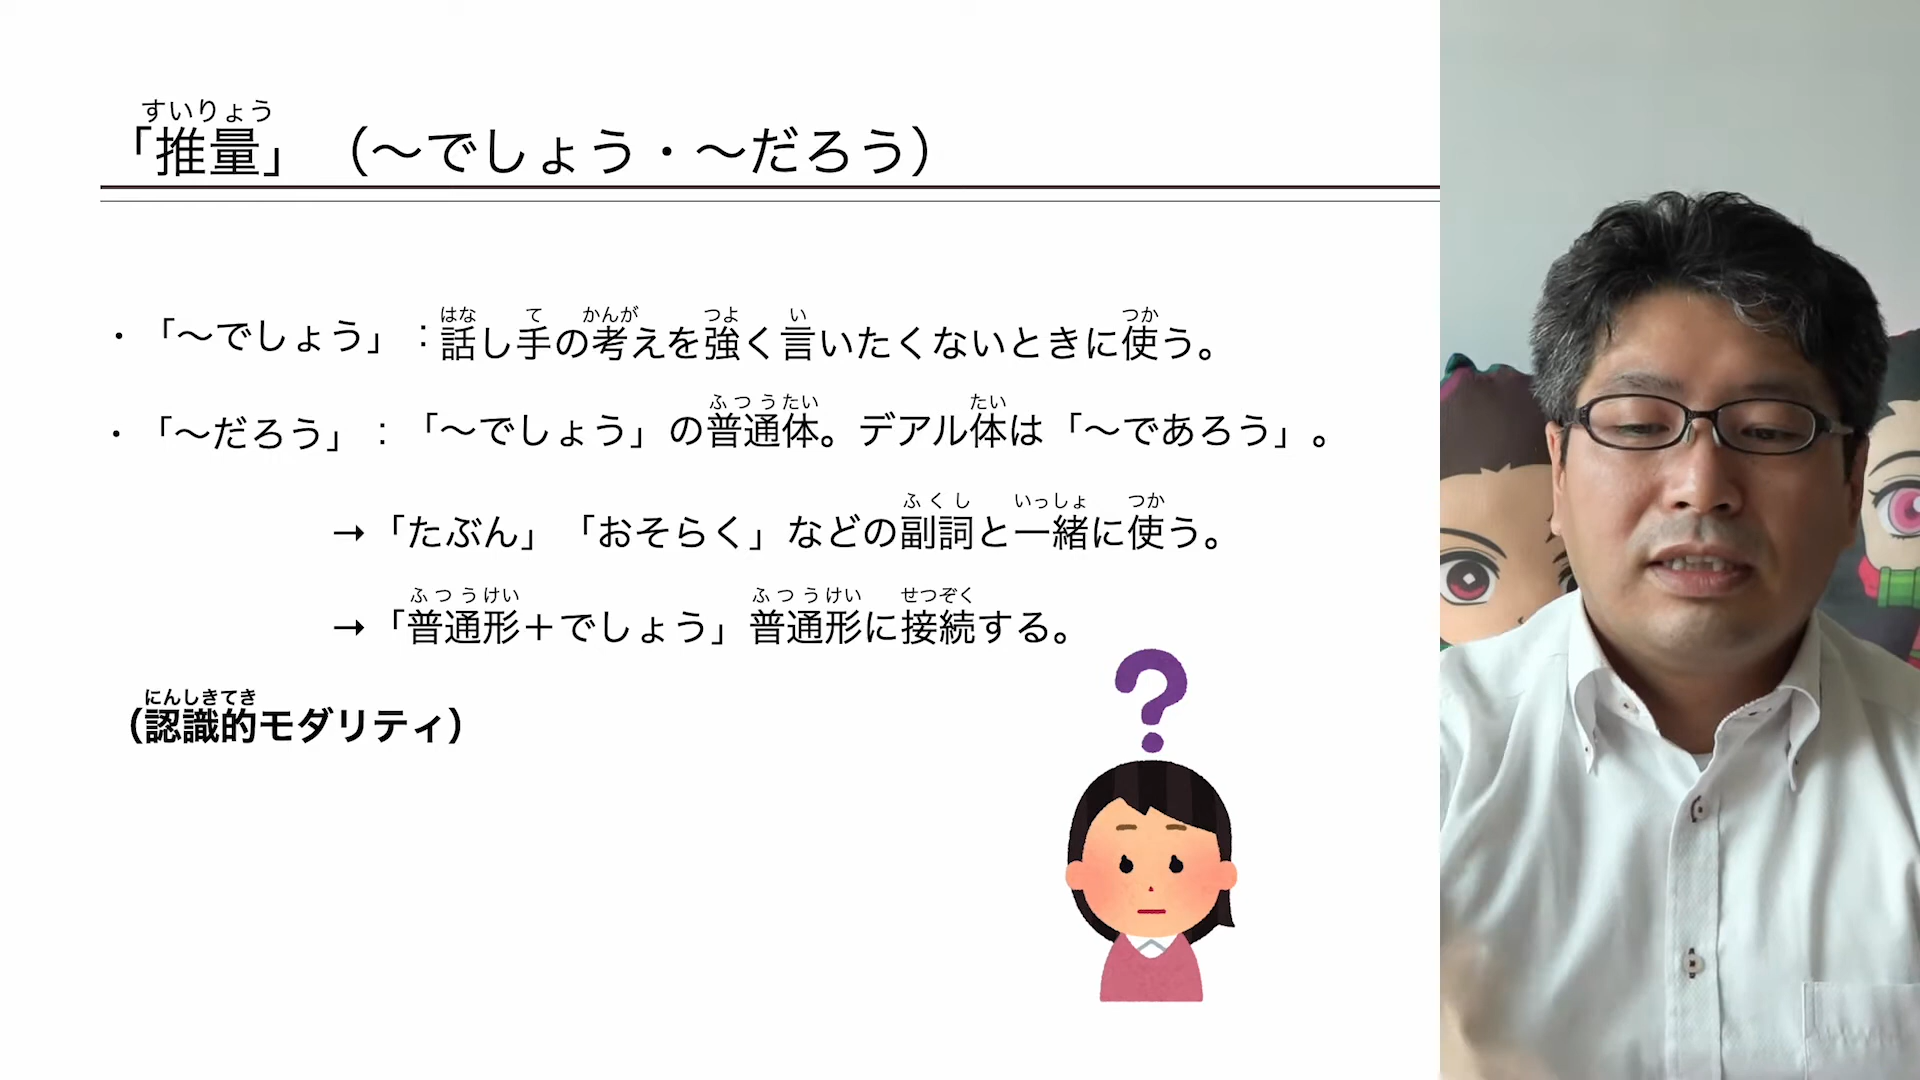 すいりょう
「推量」（～でしょう・～だろう）
はな て かんが つよ い つか
・「～でしょう」：話し手の考えを強く言いたくないときに使う。
ふつうたい たい
・「～だろう」：「～でしょう」の普通体。デアル体は「～であろう」。
ふくし いっしょ つか
→「たぶん」「おそらく」などの副詞と一緒に使う。
ふつうけい ふつうけい せつぞく
→「普通形＋でしょう」普通形に接続する。
にんしきてき
（認識的モダリティ）
?